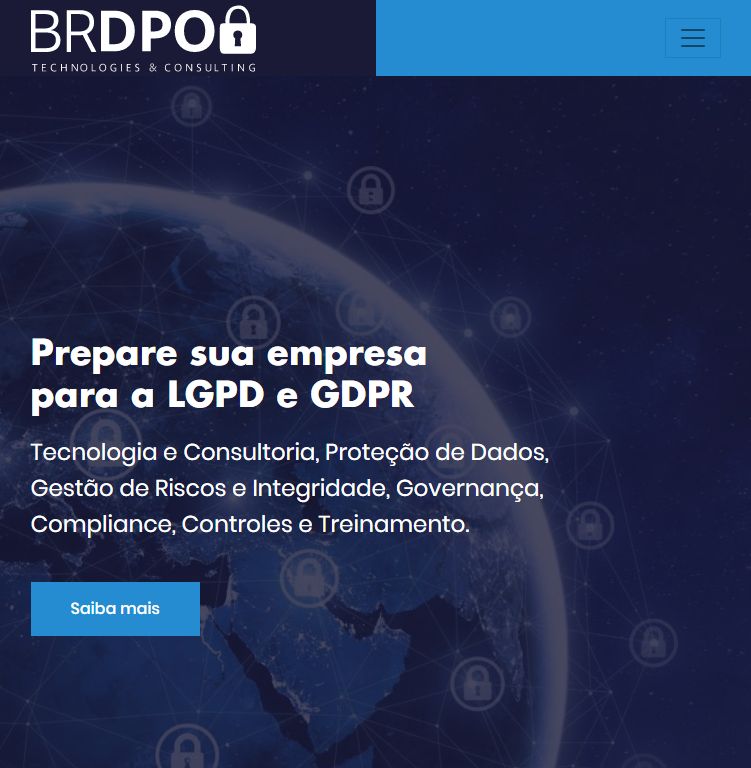 BRDPO
TECHNOLOGIES & CONSULTING
Prepare sua empresa
para a LGPD e GDPR
Tecnologia e Consultoria, Proteção de Dados,
Gestão de Riscos e Integridade, Governança,
Compliance, Controles e Treinamento.
Saiba mais